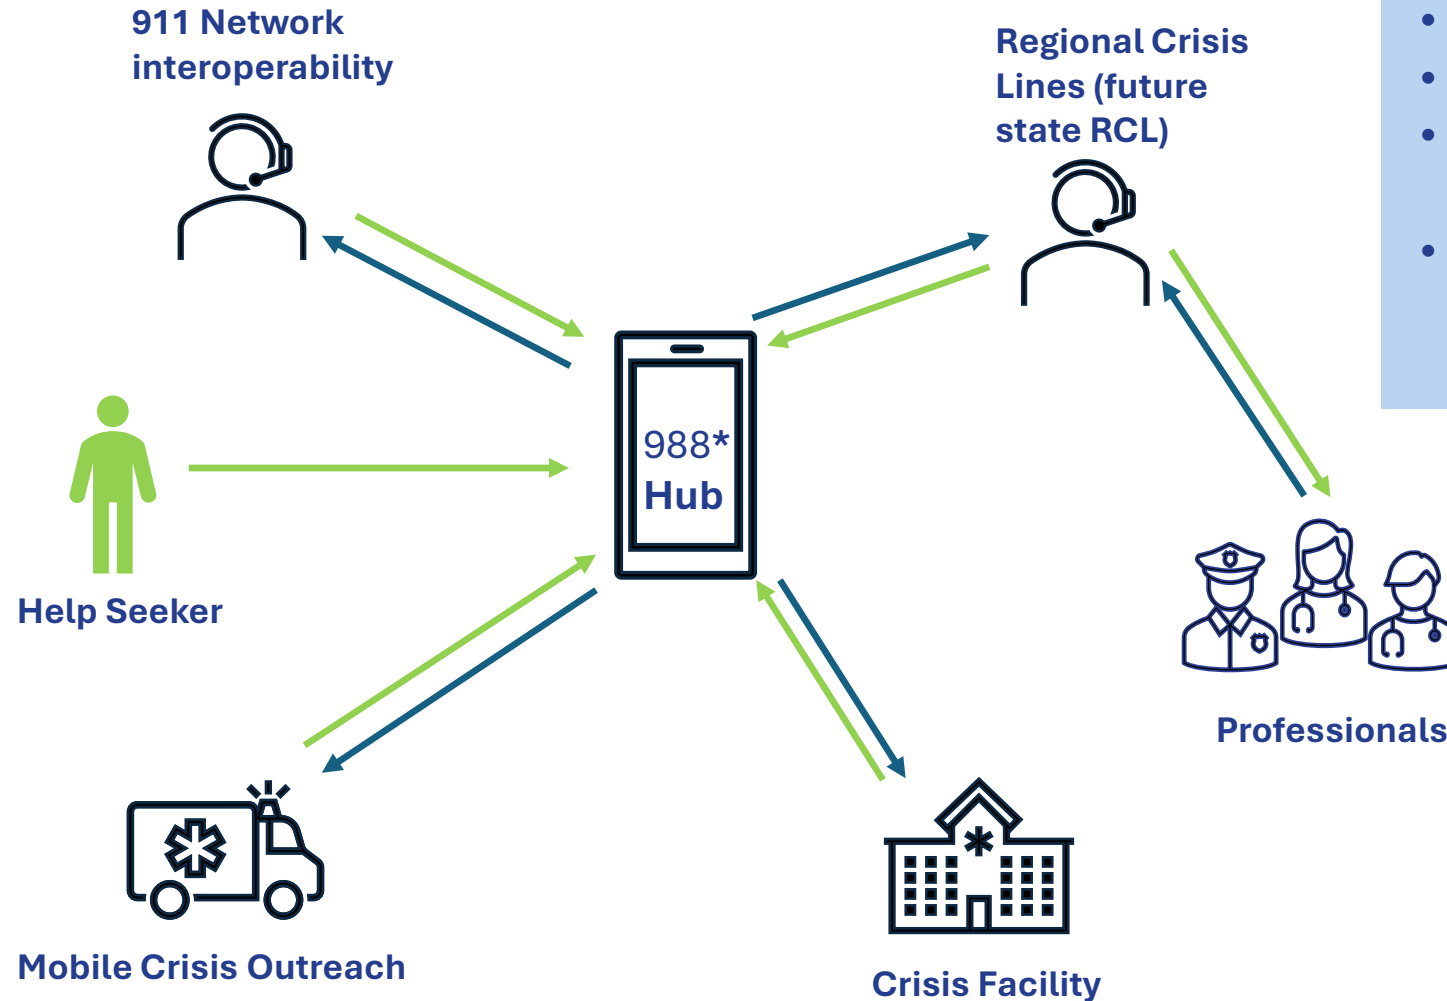 911 Network
interoperability
Regional Crisis
Lines (future
state RCL)
988*
Hub
Help Seeker
Professionals
Mobile Crisis Outreach
Crisis Facility